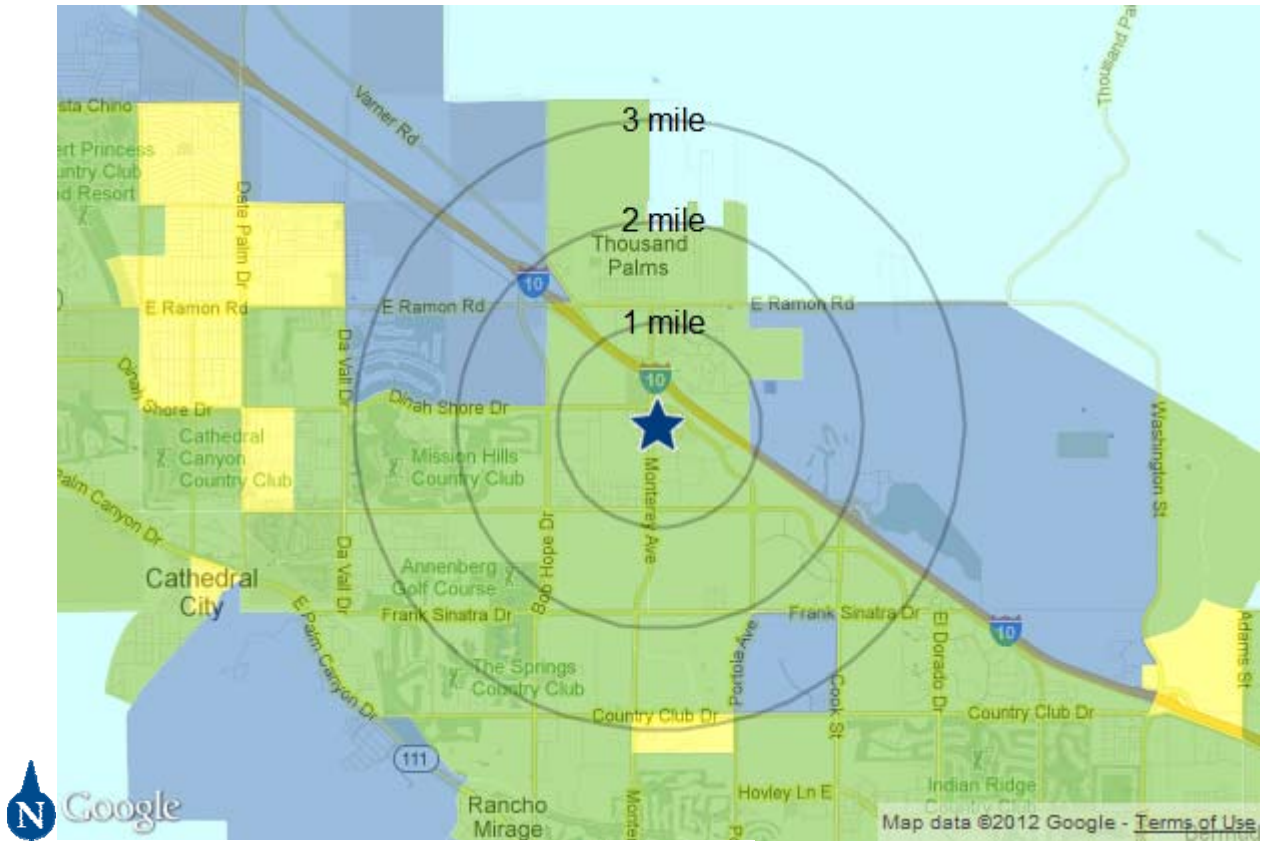 Thousand Pa
sta Chino
Varner Rd
3 mile
ert Princess
untry Club
d Resort
Date Palm Dr
2 mile
Thousand
Palms
10
E Ramon Rd
E Ramon Rd
E Ramon Rd
1 mile
Da Vall Dr
10
Dinah Shore Dr
Dinah Shore Dr
Washington St
Cathedral
Canyon
Country Club
Mission Hills
Country Club
Monterey Ave
Palm Canyon Dr
Bob Hope Dr
Da Vall Dr
Annenberg
Golf Course
Cathedral
City
E Palm Canyon Dr
Frank Sinatra Dr
Frank Sinatra Dr
Portola Ave
El Dorado Dr
10
Adams St
The Springs
Country Club
Cook St
Country Club Dr
Country Club Dr
111
Indian Ridge
Country Club
Hovley Ln E
Monter
Rancho
Mirage
N
Google
Map data ©2012 Google - Terms of Use